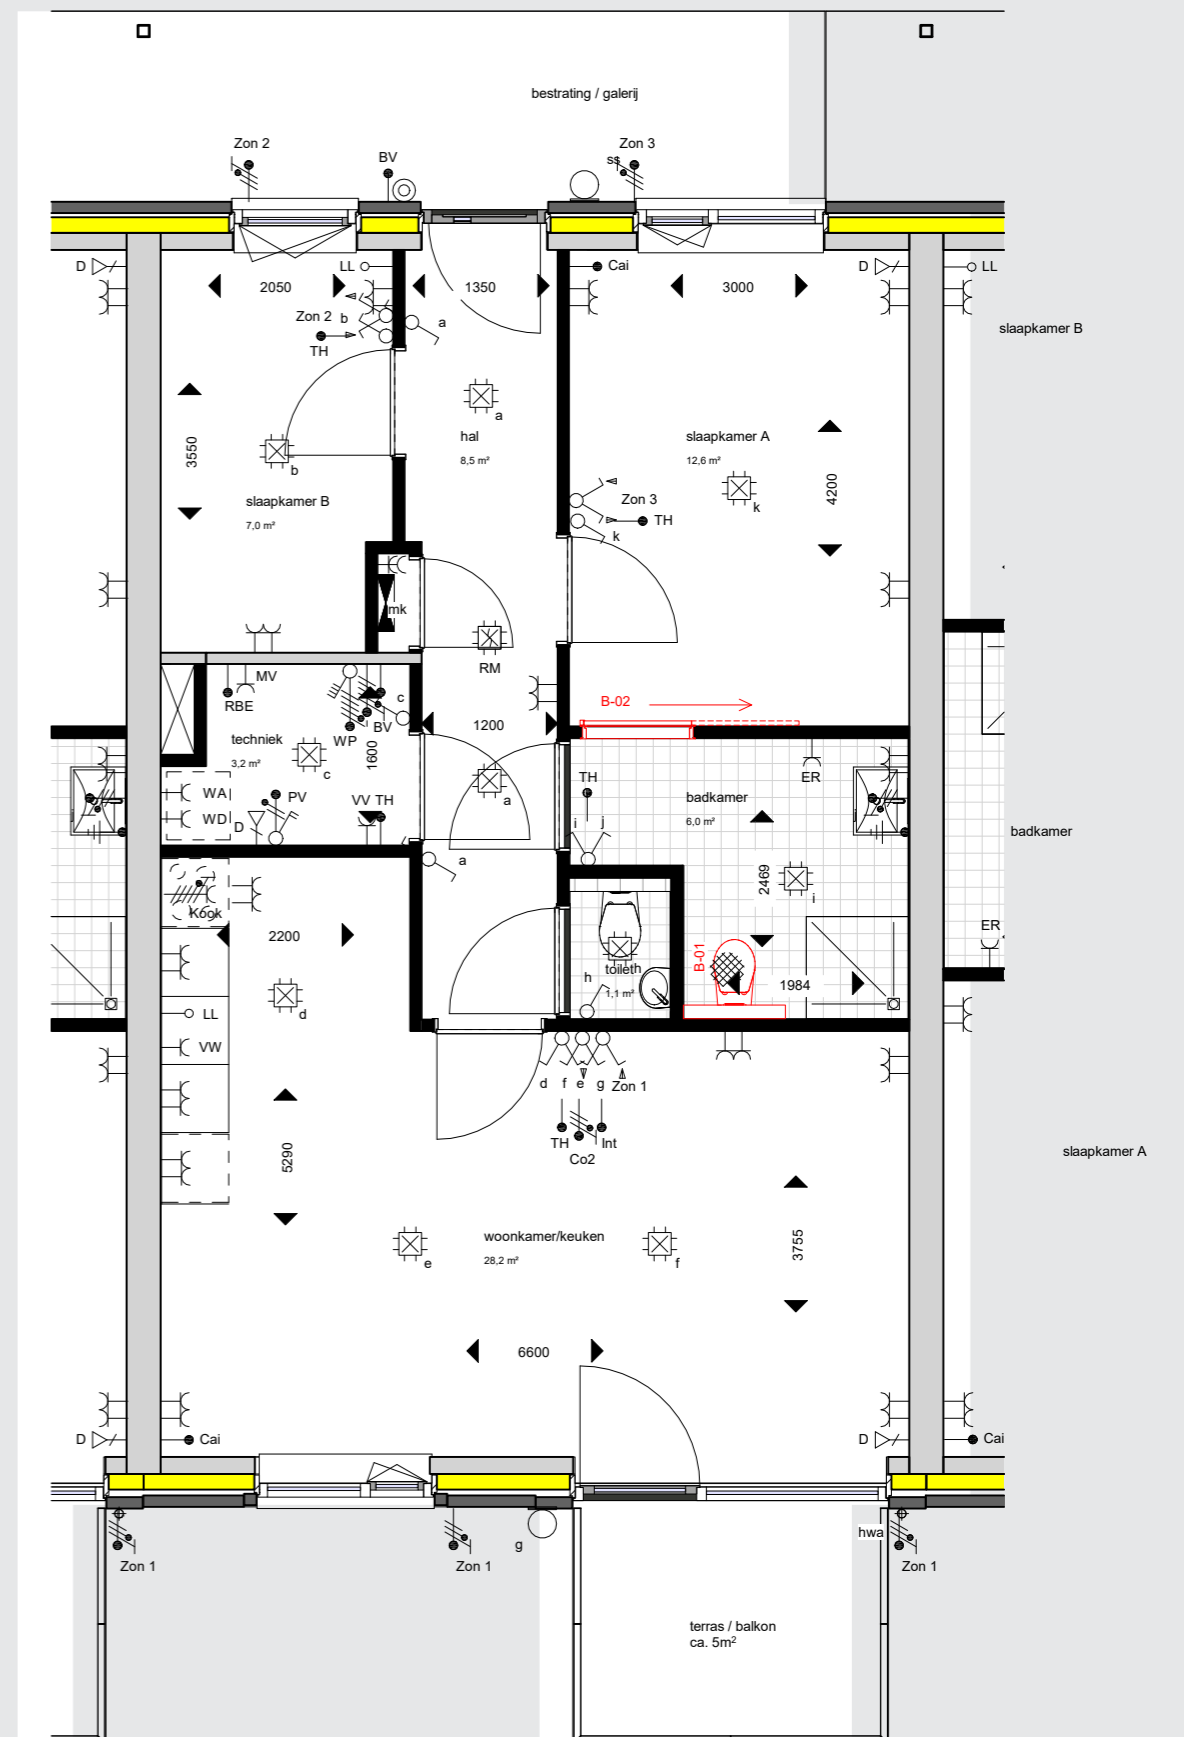 bestrating / galerij
Zon 2
BV
ss
Zon 3
D
LL
2050
1350
Cai
3000
D
LL
Zon 2
b
a
TH
slaapkamer B
3550
a
hal
8,5 m²
slaapkamer A
12,6 m²
4200
b
slaapkamer B
7,0 m²
k
Zon 3
TH
k
mk
RM
MV
RBE
c
B-02
WP
BV
1200
techniek
3,2 m²
c
1600
WA
WD
PV
D
VV TH
a
TH
ER
badkamer
6,0 m²
i
j
badkamer
a
2469
i
Kook
2200
ER
h
toilet
h
1,1 m²
B-01
1984
d
LL
VW
d
f
e
g
Zon 1
TH
Int
Co2
5290
slaapkamer A
3755
woonkamer/keuken
28,2 m²
e
f
6600
D
Cai
D
Cai
Zon 1
Zon 1
g
hwa
Zon 1
terras / balkon
ca. 5m²